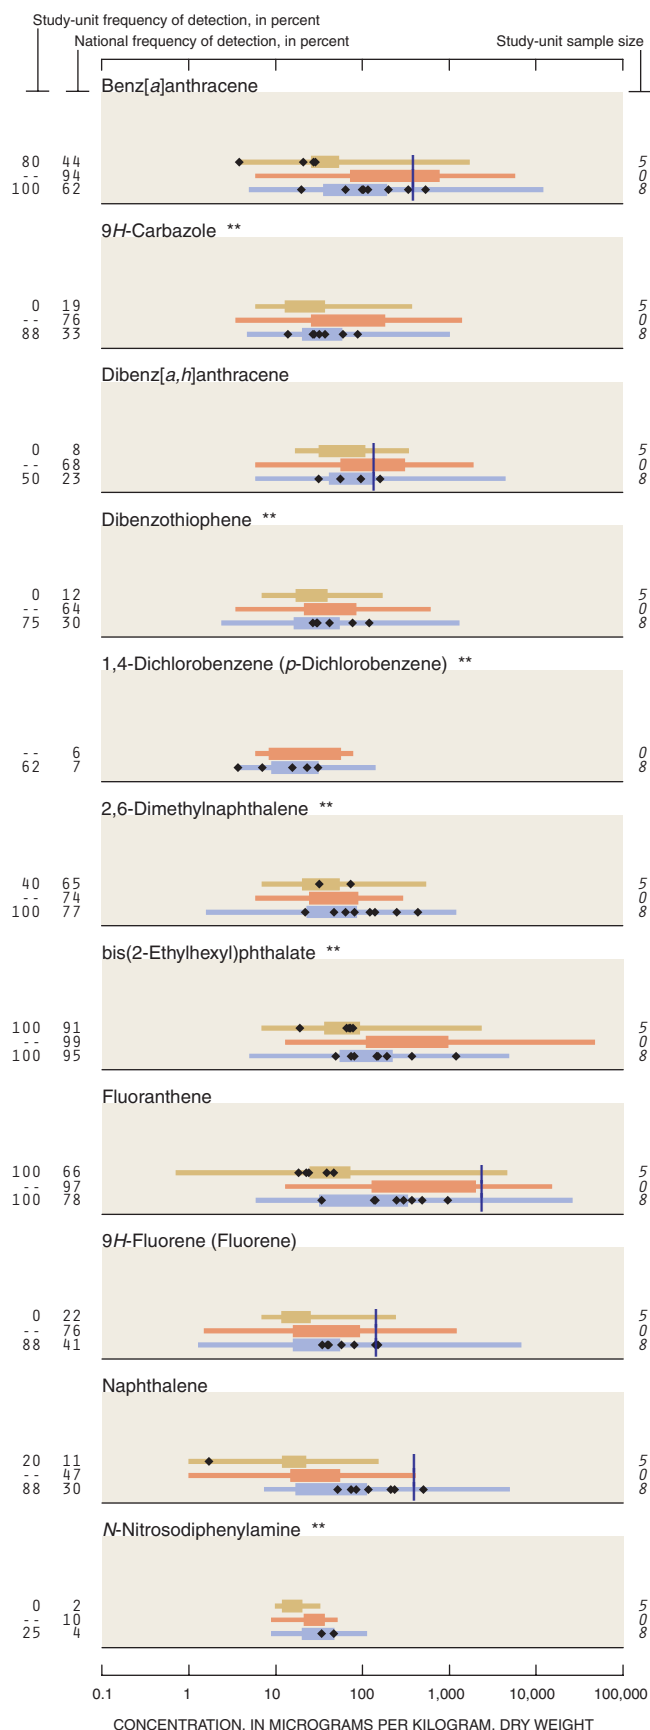 Study-unit frequency of detection, in percent
National frequency of detection, in percent
Study-unit sample size
Benz[a]anthracene
80 44 5
-- 94 0
100 62 8
9H-Carbazole **
0 19 5
-- 76 0
88 33 8
Dibenz[a,h]anthracene
0 8 5
-- 68 0
50 23 8
Dibenzothiophene **
0 12 5
-- 64 0
75 30 8
1,4-Dichlorobenzene (p-Dichlorobenzene) **
-- 6 0
62 7 8
2,6-Dimethylnaphthalene **
40 65 5
-- 74 0
100 77 8
bis(2-Ethylhexyl)phthalate **
100 91 5
-- 99 0
100 95 8
Fluoranthene
100 66 5
-- 97 0
100 78 8
9H-Fluorene (Fluorene)
0 22 5
-- 76 0
88 41 8
Naphthalene
20 11 5
-- 47 0
88 30 8
N-Nitrosodiphenylamine **
0 2 5
-- 10 0
25 4 8
0.1 1 10 100 1,000 10,000 100,000
CONCENTRATION, IN MICROGRAMS PER KILOGRAM, DRY WEIGHT